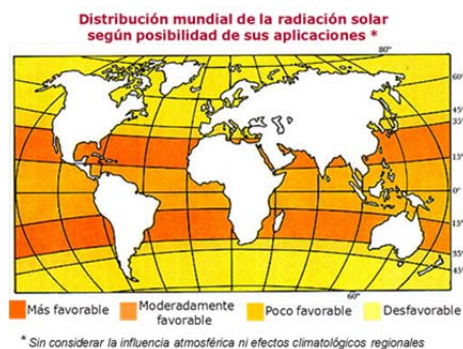 Distribución mundial de la radiación solar
según posibilidad de sus aplicaciones *
80°
60°
45°
35°
15°
0°
15°
35°
45°
60°
Más favorable
Moderadamente favorable
Poco favorable
Desfavorable
* Sin considerar la influencia atmosférica ni efectos climatológicos regionales